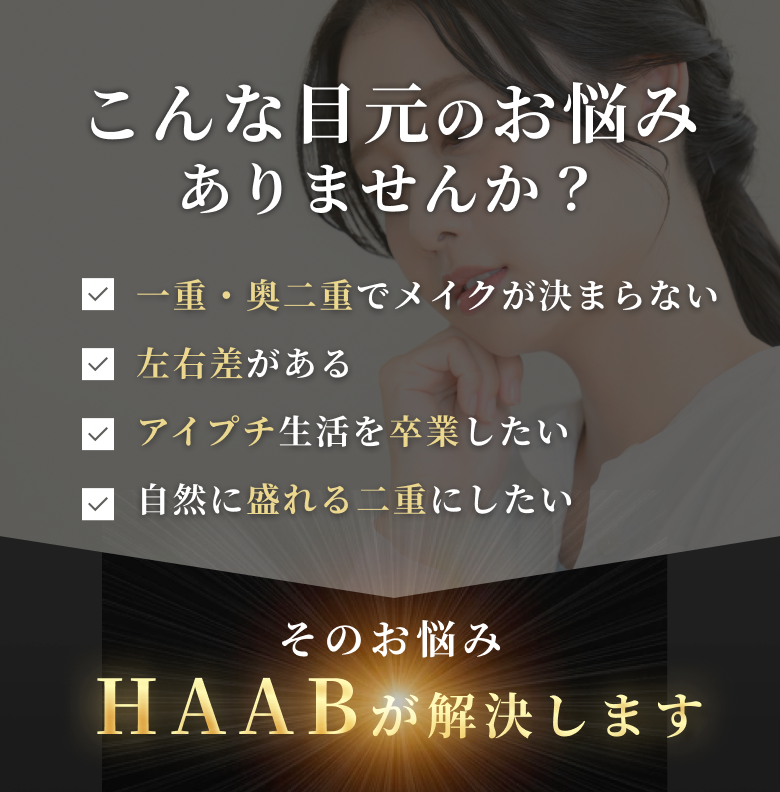 こんな目元のお悩み
ありませんか？
一重・奥二重でメイクが決まらない
左右差がある
アイプチ生活を卒業したい
自然に盛れる二重にしたい
そのお悩み
HAABが解決します